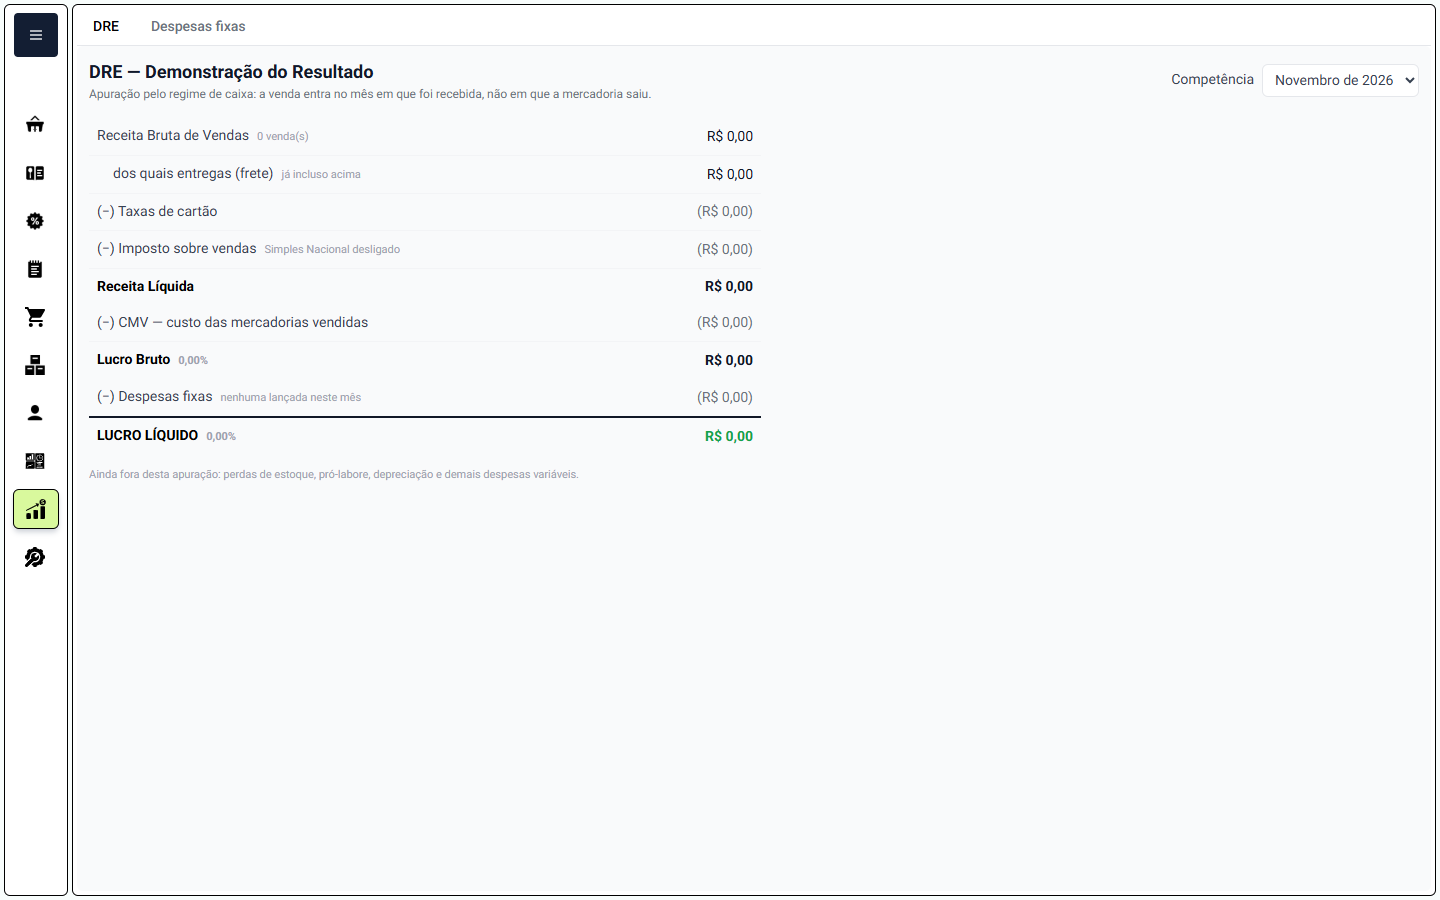 DRE Despesas fixas
DRE — Demonstração do Resultado
Apuração pelo regime de caixa: a venda entra no mês em que foi recebida, não em que a mercadoria saiu.
Competência Novembro de 2026
Receita Bruta de Vendas 0 venda(s) R$ 0,00
dos quais entregas (frete) já incluso acima R$ 0,00
(−) Taxas de cartão (R$ 0,00)
(−) Imposto sobre vendas Simples Nacional desligado (R$ 0,00)
Receita Líquida R$ 0,00
(−) CMV — custo das mercadorias vendidas (R$ 0,00)
Lucro Bruto 0,00% R$ 0,00
(−) Despesas fixas nenhuma lançada neste mês (R$ 0,00)
LUCRO LÍQUIDO 0,00% R$ 0,00
Ainda fora desta apuração: perdas de estoque, pró-labore, depreciação e demais despesas variáveis.